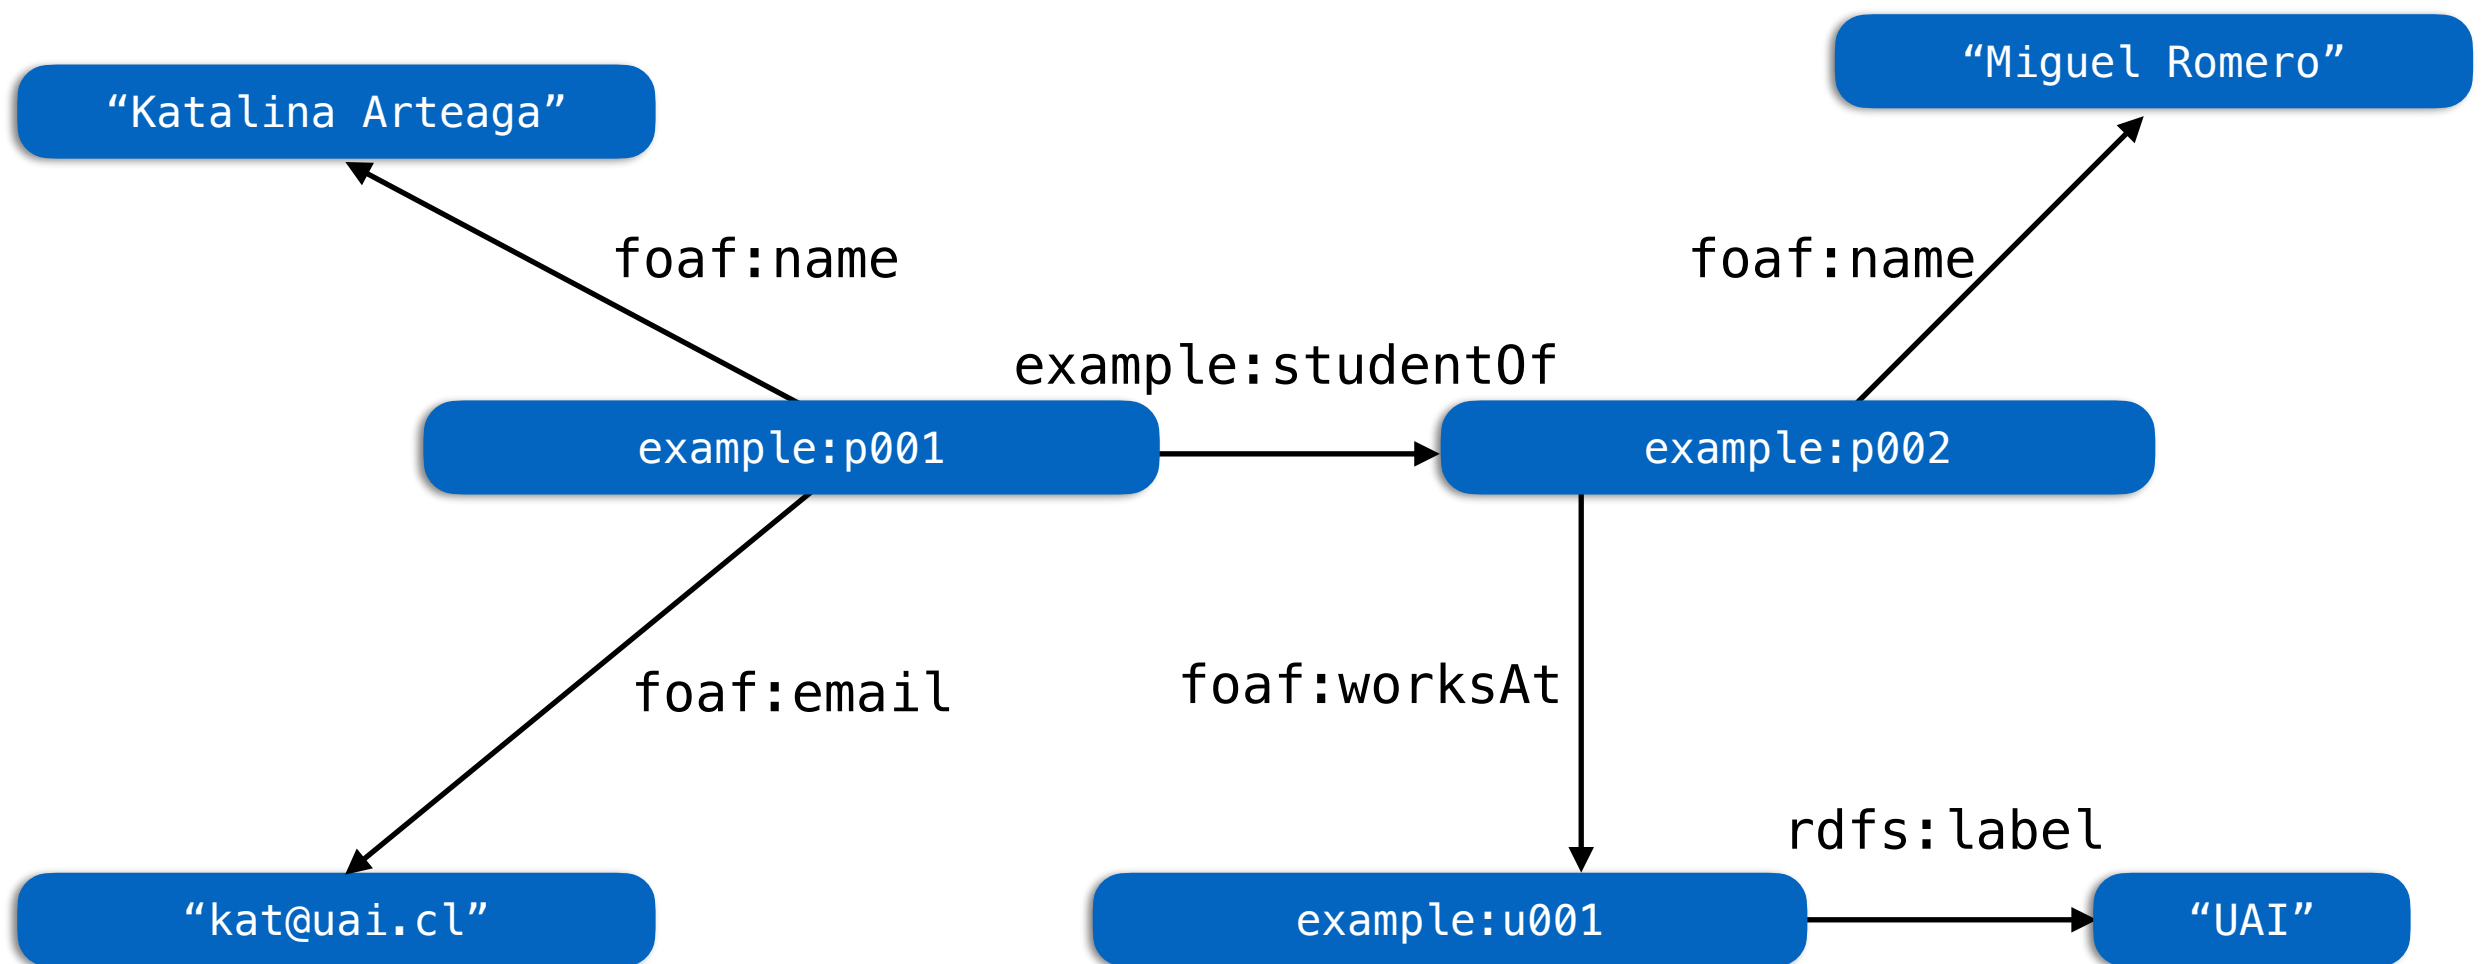 “Miguel Romero”
“Katalina Arteaga”
foaf:name
foaf:name
example:studentOf
example:p001
example:p002
foaf:email
foaf:worksAt
rdfs:label
“kat@uai.cl”
example:u001
“UAI”